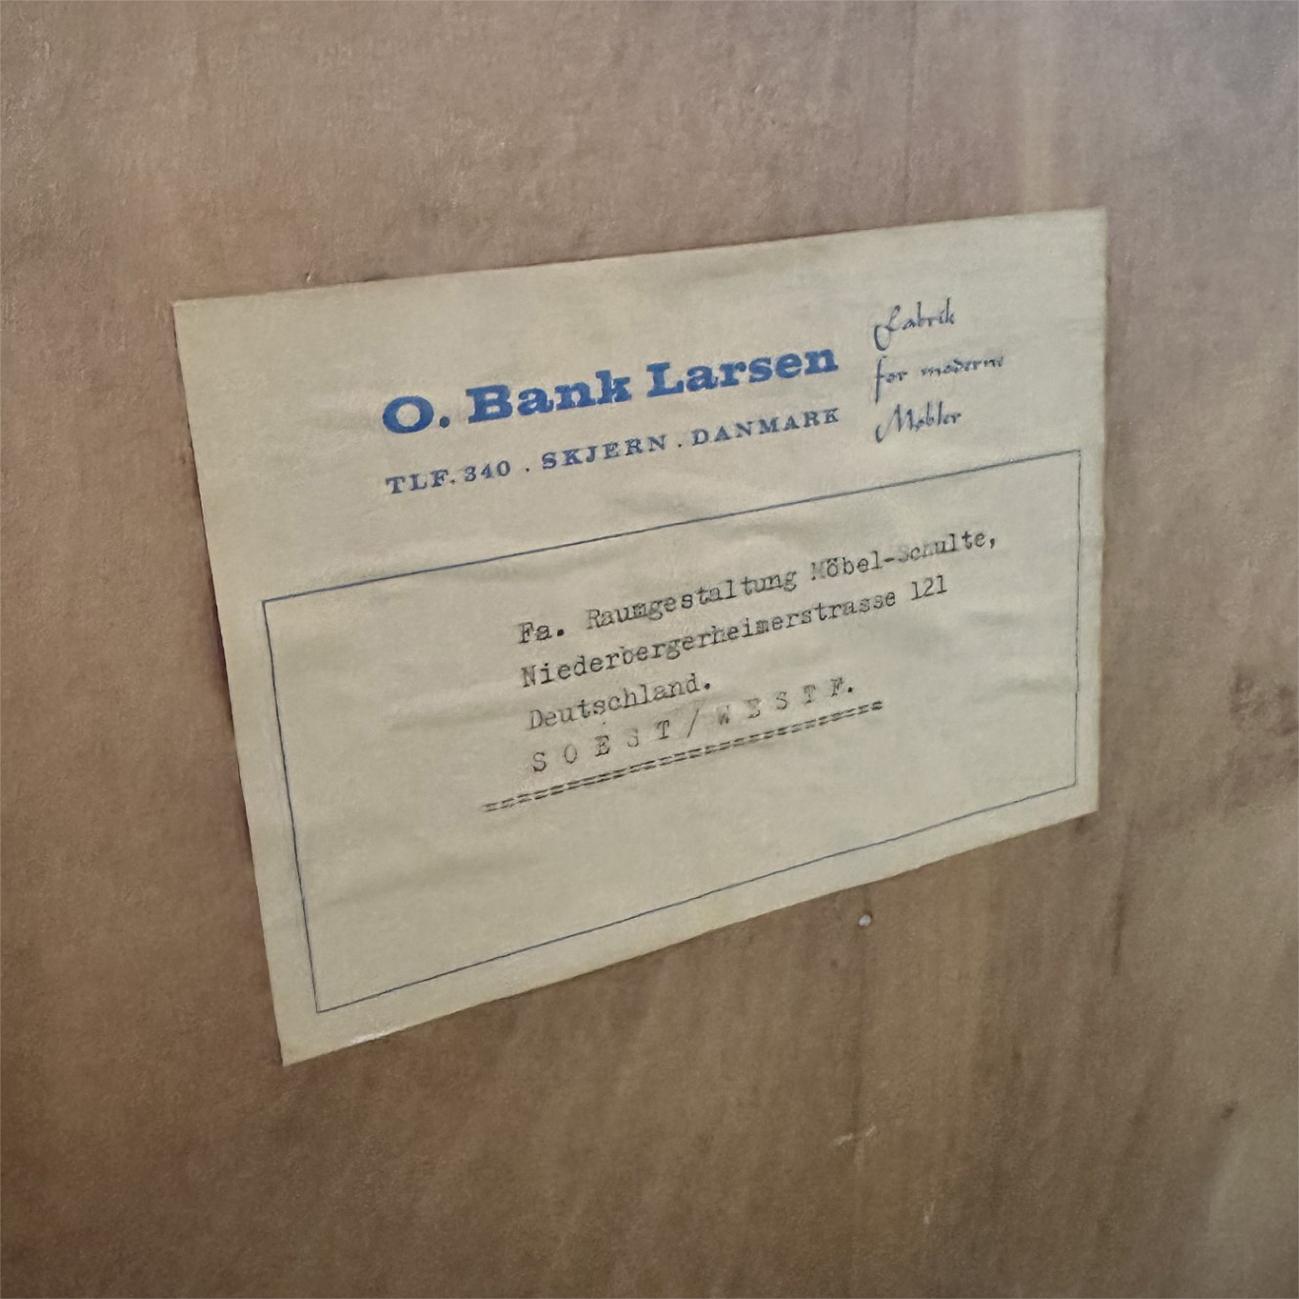 O. Bank Larsen
TLF. 340 . SKJERN . DANMARK
Fabrik
for moderne
Møbler
Fa. Raumgestaltung Möbel-Schulte,
Niederbergerheimerstrasse 121
Deutschland.
S O E S T / W E S T F.
====================================